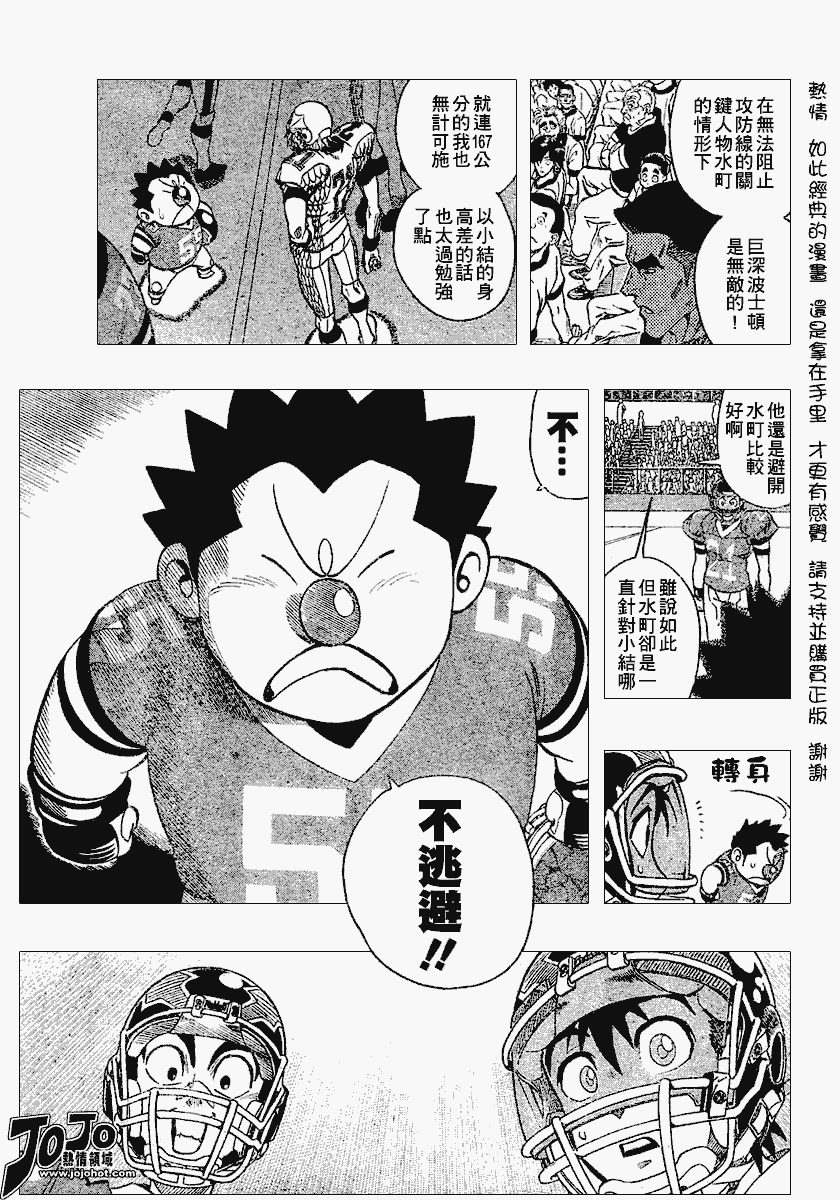 在無法阻止
攻防線的關
鍵人物水町
的情形下
巨深波士頓
是無敵的！
就連167公
分的我也
無計可施
以小結的身
高差的話
也太過勉強
了點
他還是避開
水町比較
好啊
雖說如此
但水町卻是一
直針對小結哪
不…
轉身
不逃避!!
熱情 如此經典的漫畫 還是拿在手里 才更有感覺 請支持並購買正版 謝謝
JOJO
熱情領域
www.jojohot.com